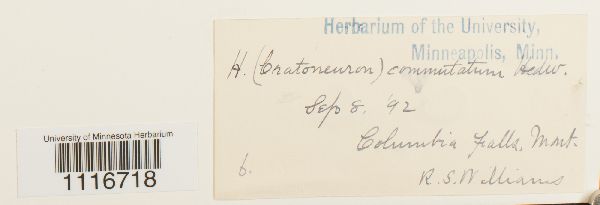 Herbarium of the University,
Minneapolis, Minn.
H. (Cratoneuron) commutatum Hedw.
Sep 8, '92
Columbia Falls, Mont.
6.
R. S. Williams
University of Minnesota Herbarium
1116718